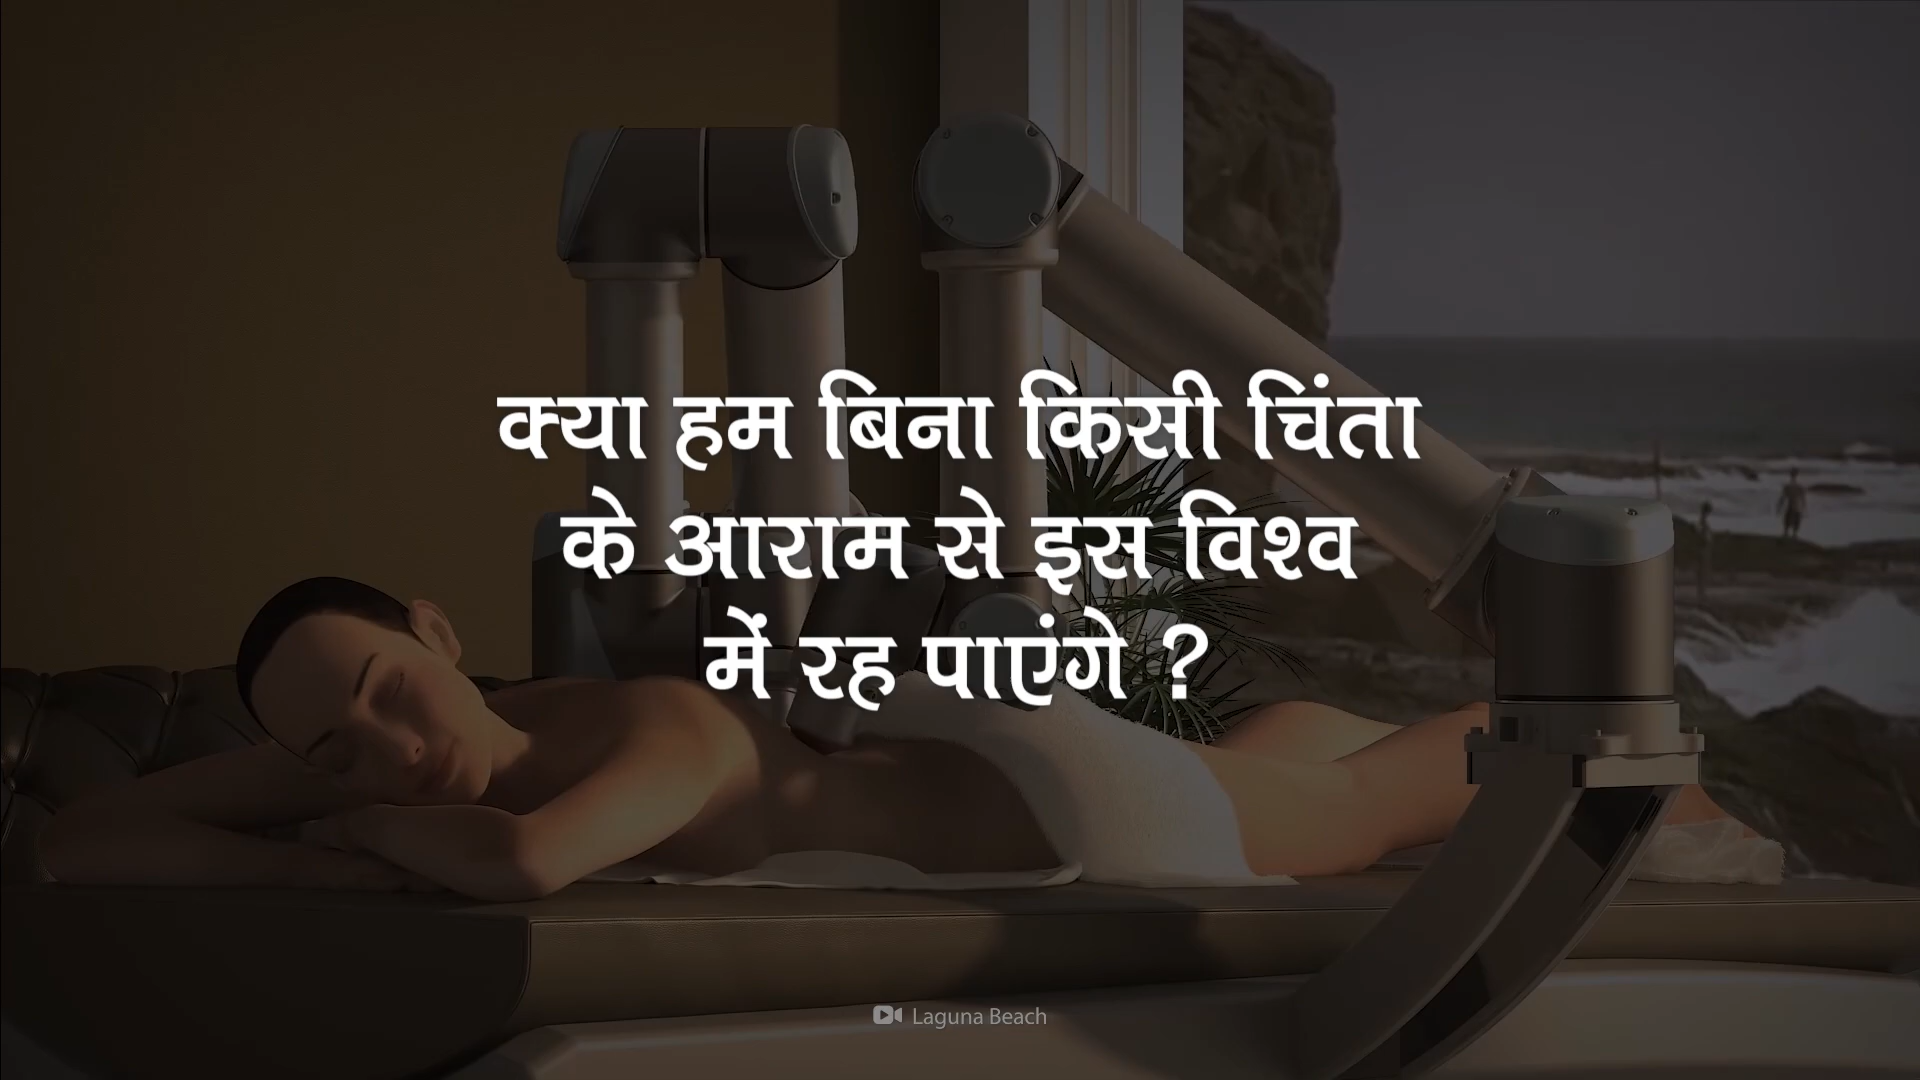 क्या हम बिना किसी चिंता
के आराम से इस विश्व
में रह पाएंगे ?
Laguna Beach